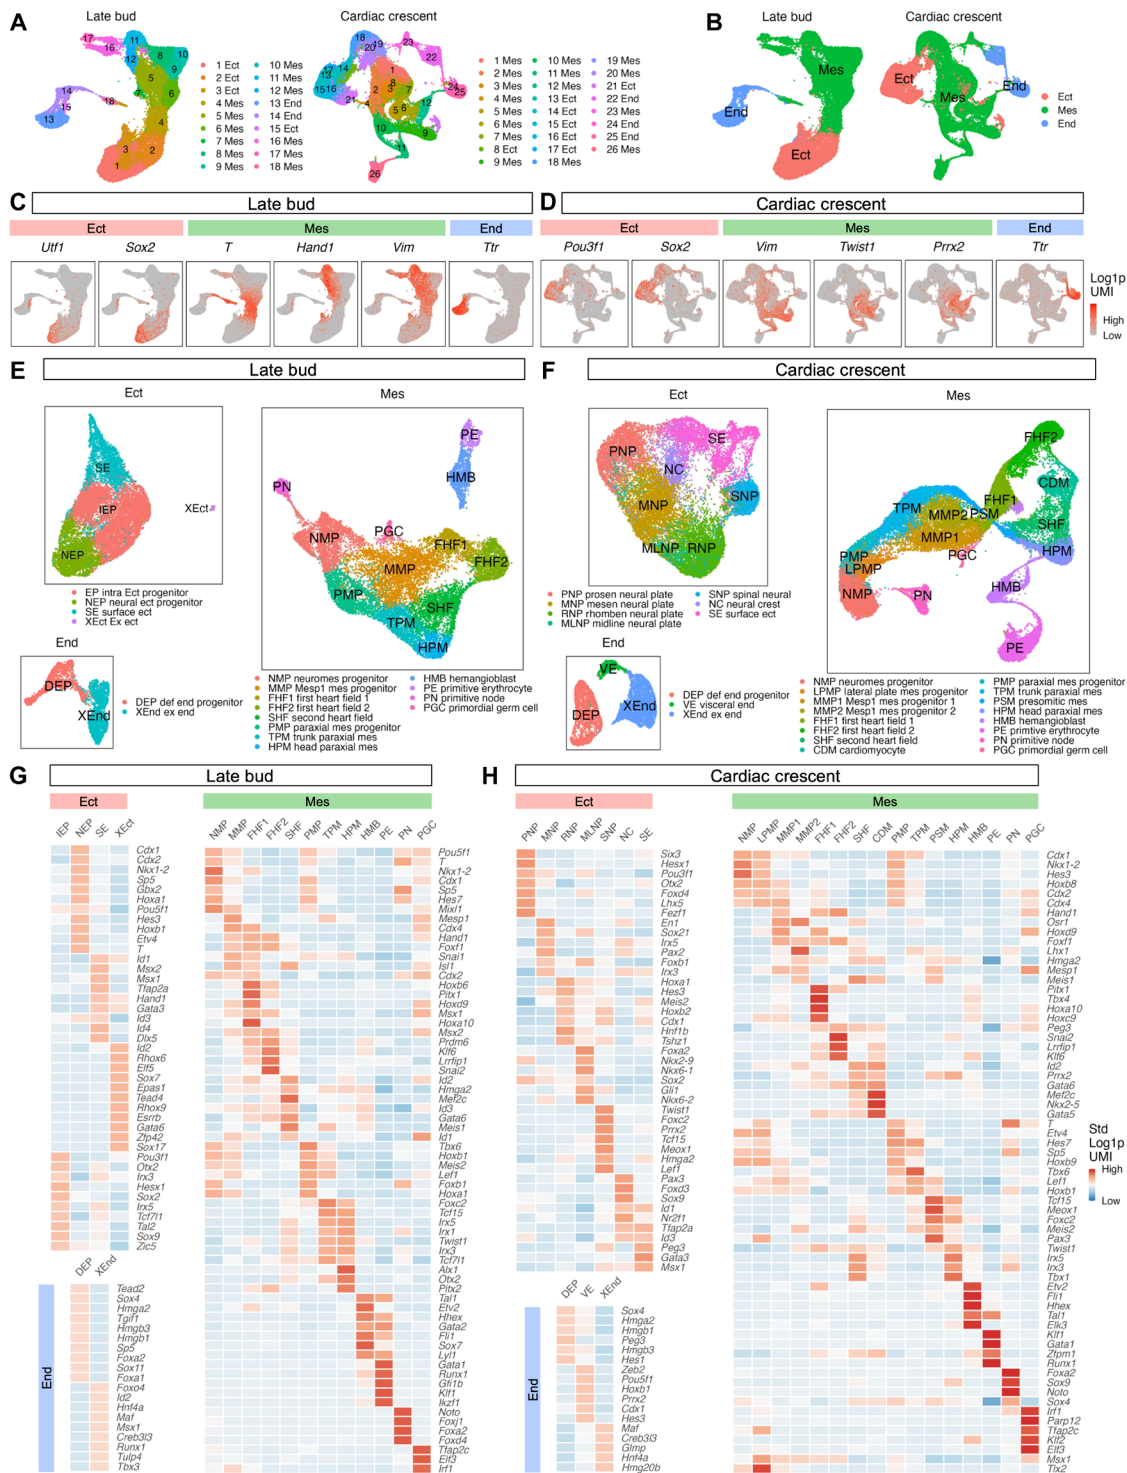 A
Late bud
Cardiac crescent
1 Ect
2 Ect
3 Ect
4 Mes
5 Mes
6 Mes
7 Mes
8 Mes
9 Mes
10 Mes
11 Mes
12 Mes
13 End
14 End
15 Ect
16 Mes
17 Mes
18 Mes
1 Mes
2 Mes
3 Mes
4 Mes
5 Mes
6 Mes
7 Mes
8 Ect
9 Mes
10 Mes
11 Mes
12 Mes
13 Ect
14 Ect
15 Ect
16 Ect
17 Ect
18 Mes
19 Mes
20 Mes
21 Ect
22 End
23 Mes
24 End
25 End
26 Mes
B
Late bud
Cardiac crescent
Mes
End
Ect
Ect
Mes
End
Ect
Mes
End
C
Late bud
Ect
Mes
End
Utf1
Sox2
T
Hand1
Vim
Ttr
D
Cardiac crescent
Ect
Mes
End
Pou3f1
Sox2
Vim
Twist1
Prrx2
Ttr
Log1p
UMI
High
Low
E
Late bud
Ect
SE
IEP
NEP
XEct
EP intra Ect progenitor
NEP neural ect progenitor
SE surface ect
XEct Ex ect
End
DEP
XEnd
DEP def end progenitor
XEnd ex end
Mes
PE
HMB
PN
NMP
PGC
FHF1
FHF2
MMP
PMP
SHF
TPM
HPM
NMP neuromes progenitor
MMP Mesp1 mes progenitor
FHF1 first heart field 1
FHF2 first heart field 2
SHF second heart field
PMP paraxial mes progenitor
TPM trunk paraxial mes
HPM head paraxial mes
HMB hemangioblast
PE primitive erythrocyte
PN primitive node
PGC primordial germ cell
F
Cardiac crescent
Ect
PNP
SE
NC
SNP
MNP
MLNP
RNP
PNP prosen neural plate
MNP mesen neural plate
RNP rhomben neural plate
MLNP midline neural plate
SNP spinal neural
NC neural crest
SE surface ect
End
VE
DEP
XEnd
DEP def end progenitor
VE visceral end
XEnd ex end
Mes
FHF2
CDM
FHF1
TPM
MMP2
PSM
SHF
MMP1
HPM
PMP
PGC
LPMP
NMP
PN
HMB
PE
NMP neuromes progenitor
LPMP lateral plate mes progenitor
MMP1 Mesp1 mes progenitor 1
MMP2 Mesp1 mes progenitor 2
FHF1 first heart field 1
FHF2 first heart field 2
SHF second heart field
CDM cardiomyocyte
PMP paraxial mes progenitor
TPM trunk paraxial mes
PSM presomitic mes
HPM head paraxial mes
HMB hemangioblast
PE primitive erythrocyte
PN primitive node
PGC primordial germ cell
G
Late bud
Ect
IEP NEP SE XEct
Cdx1
Cdx2
Nkx1-2
Sp5
Gbx2
Hoxa1
Pou5f1
Hes3
Hoxb1
Etv4
T
Id1
Msx2
Msx1
Tfap2a
Hand1
Gata3
Id3
Id4
Dlx5
Id2
Rhox6
Elf5
Sox7
Epas1
Tead4
Rhox9
Esrrb
Gata6
Zfp42
Sox17
Pou3f1
Otx2
Irx3
Hesx1
Sox2
Irx5
Tcf7l1
Tal2
Sox9
Zic5
End
DEP XEnd
Tead2
Sox4
Hmga2
Tgif1
Hmgb3
Hmgb1
Sp5
Foxa2
Sox11
Foxa1
Foxo4
Id2
Hnf4a
Maf
Msx1
Creb3l3
Runx1
Tulp4
Tbx3
Mes
NMP MMP FHF1 FHF2 SHF PMP TPM HPM HMB PE PN PGC
Pou5f1
T
Nkx1-2
Cdx1
Sp5
Hes7
Mixl1
Mesp1
Cdx4
Hand1
Foxf1
Snai1
Isl1
Cdx2
Hoxb6
Pitx1
Hoxd9
Msx1
Hoxa10
Msx2
Prdm6
Klf6
Lrrfip1
Snai2
Id2
Hmga2
Mef2c
Id3
Gata6
Meis1
Id1
Tbx6
Hoxb1
Meis2
Lef1
Foxb1
Hoxa1
Foxc2
Tcf15
Irx5
Irx1
Twist1
Irx3
Tcf7l1
Alx1
Otx2
Pitx2
Tal1
Etv2
Hhex
Gata2
Fli1
Sox7
Lyl1
Gata1
Runx1
Gfi1b
Klf1
Ikzf1
Noto
Foxj1
Foxa2
Foxd4
Tfap2c
Elf3
Irf1
H
Cardiac crescent
Ect
PNP MNP RNP MLNP SNP NC SE
Six3
Hesx1
Pou3f1
Otx2
Foxd4
Lhx5
Fezf1
En1
Sox21
Irx5
Pax2
Foxb1
Irx3
Hoxa1
Hes3
Meis2
Hoxb2
Cdx1
Hnf1b
Tshz1
Foxa2
Nkx2-9
Nkx6-1
Sox2
Gli1
Nkx6-2
Twist1
Foxc2
Prrx2
Tcf15
Meox1
Hmga2
Lef1
Pax3
Foxd3
Sox9
Id1
Nr2f1
Tfap2a
Id3
Peg3
Gata3
Msx1
End
DEP VE XEnd
Sox4
Hmga2
Hmgb1
Peg3
Hmgb3
Hes1
Zeb2
Pou5f1
Hoxb1
Prrx2
Cdx1
Hes3
Maf
Creb3l3
Glmp
Hnf4a
Hmg20b
Mes
NMP LPMP MMP1 MMP2 FHF1 FHF2 SHF CDM PMP TPM PSM HPM HMB PE PN PGC
Cdx1
Nkx1-2
Hes3
Hoxb8
Cdx2
Cdx4
Hand1
Osr1
Hoxd9
Foxf1
Lhx1
Hmga2
Mesp1
Meis1
Pitx1
Tbx4
Hoxa10
Hoxc9
Peg3
Snai2
Lrrfip1
Klf6
Id2
Prrx2
Gata6
Mef2c
Nkx2-5
Gata5
T
Etv4
Hes7
Sp5
Hoxb9
Tbx6
Lef1
Hoxb1
Tcf15
Meox1
Foxc2
Meis2
Pax3
Twist1
Irx5
Irx3
Tbx1
Etv2
Fli1
Hhex
Tal1
Elk3
Klf1
Gata1
Zfpm1
Runx1
Foxa2
Sox9
Noto
Sox4
Irf1
Parp12
Tfap2c
Klf2
Elf3
Msx1
Tlx2
Std
Log1p
UMI
High
Low